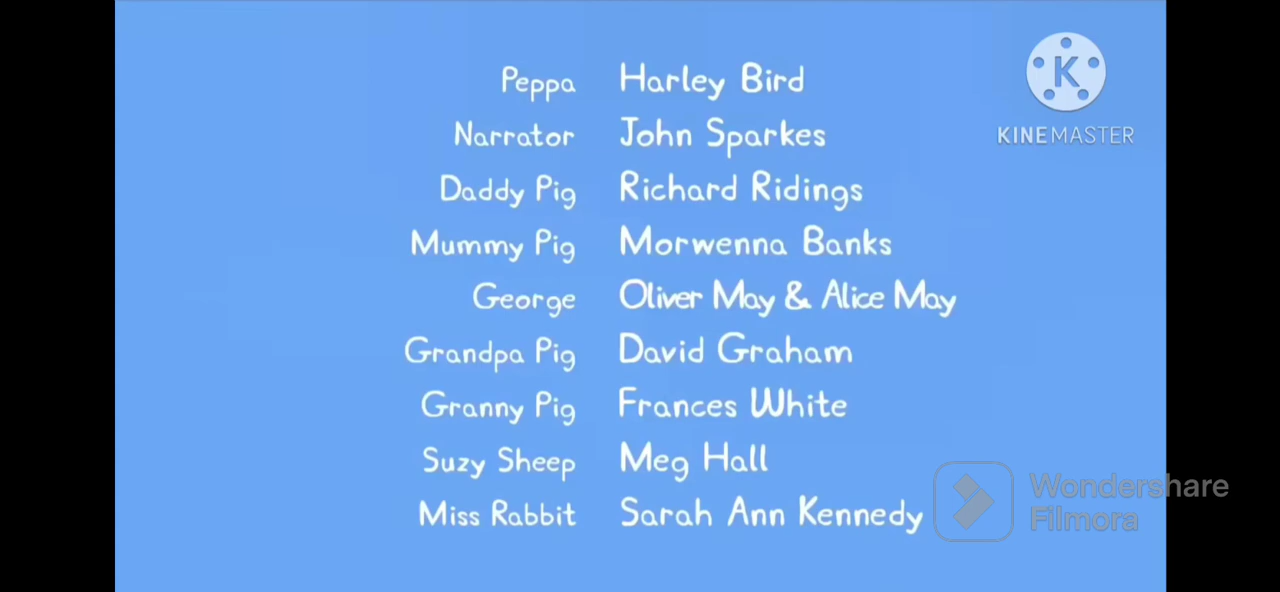 Peppa Harley Bird
Narrator John Sparkes
Daddy Pig Richard Ridings
Mummy Pig Morwenna Banks
George Oliver May & Alice May
Grandpa Pig David Graham
Granny Pig Frances White
Suzy Sheep Meg Hall
Miss Rabbit Sarah Ann Kennedy
K
KINEMASTER
Wondershare
Filmora